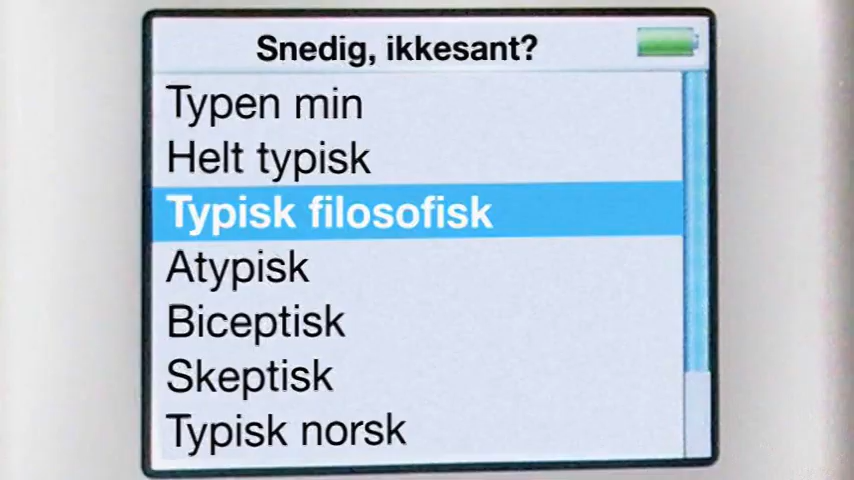 Snedig, ikkesant?
Typen min
Helt typisk
Typisk filosofisk
Atypisk
Biceptisk
Skeptisk
Typisk norsk